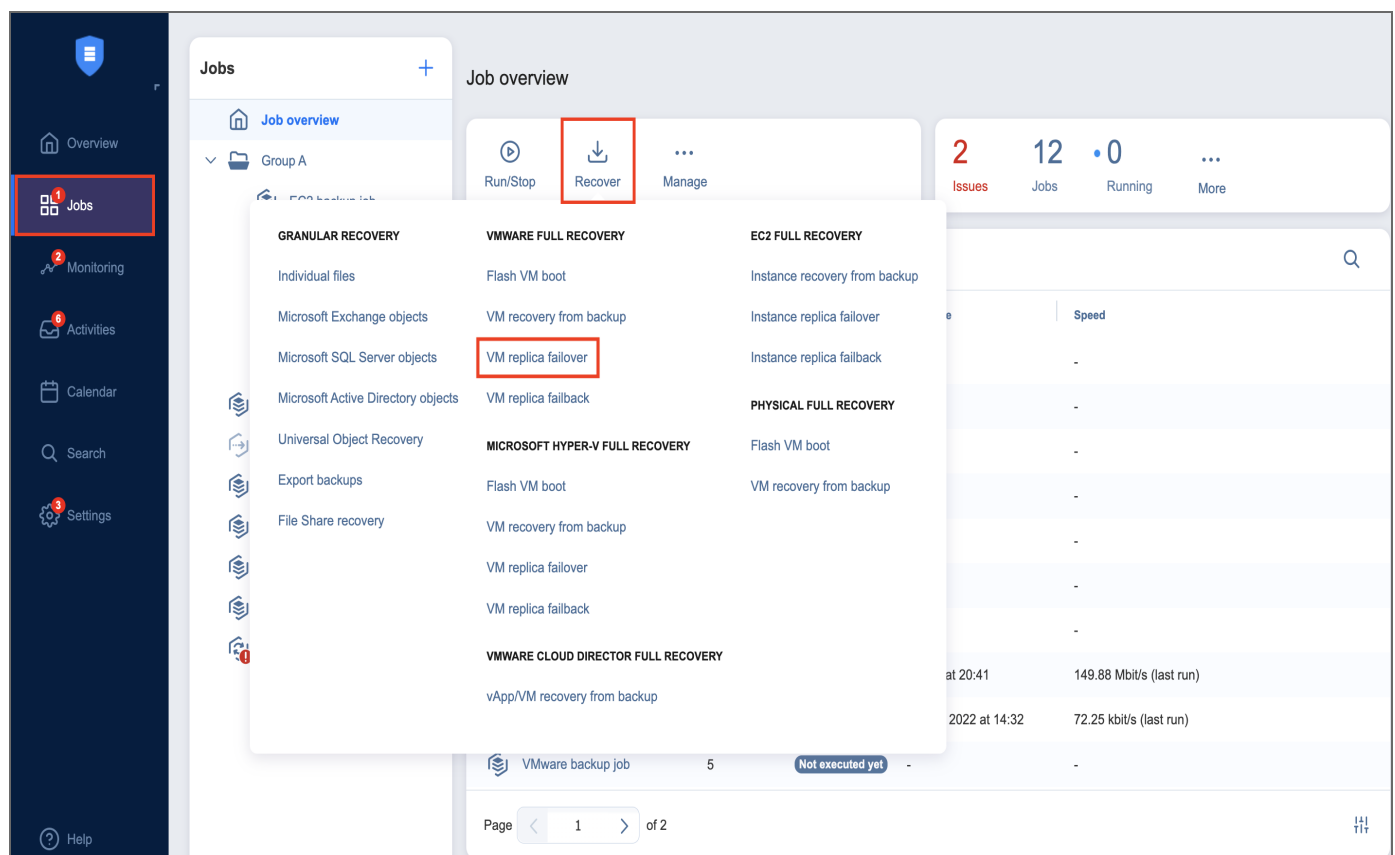 Overview
1
Jobs
2
Monitoring
6
Activities
Calendar
Search
3
Settings
Help
Jobs
Job overview
Group A
Job overview
Run/Stop
Recover
Manage
2
Issues
12
Jobs
0
Running
More
GRANULAR RECOVERY
Individual files
Microsoft Exchange objects
Microsoft SQL Server objects
Microsoft Active Directory objects
Universal Object Recovery
Export backups
File Share recovery
VMWARE FULL RECOVERY
Flash VM boot
VM recovery from backup
VM replica failover
VM replica failback
MICROSOFT HYPER-V FULL RECOVERY
Flash VM boot
VM recovery from backup
VM replica failover
VM replica failback
VMWARE CLOUD DIRECTOR FULL RECOVERY
vApp/VM recovery from backup
EC2 FULL RECOVERY
Instance recovery from backup
Instance replica failover
Instance replica failback
PHYSICAL FULL RECOVERY
Flash VM boot
VM recovery from backup
e Speed
-
-
-
-
-
-
-
at 20:41 149.88 Mbit/s (last run)
2022 at 14:32 72.25 kbit/s (last run)
VMware backup job 5 Not executed yet - -
Page 1 of 2